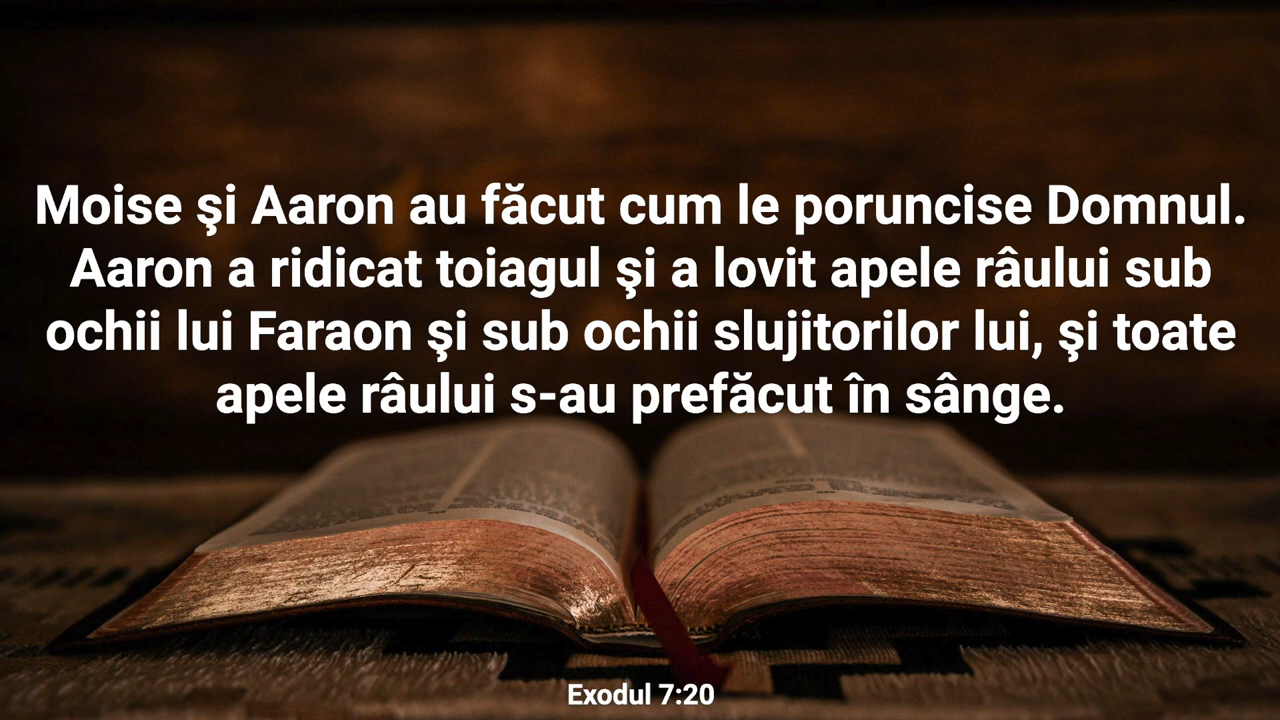 Moise şi Aaron au făcut cum le poruncise Domnul.
Aaron a ridicat toiagul şi a lovit apele râului sub
ochii lui Faraon şi sub ochii slujitorilor lui, şi toate
apele râului s-au prefăcut în sânge.
Exodul 7:20